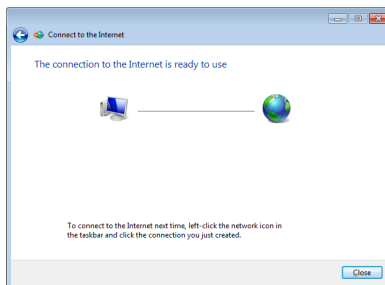 Connect to the Internet
The connection to the Internet is ready to use
To connect to the Internet next time, left-click the network icon in
the taskbar and click the connection you just created.
Close